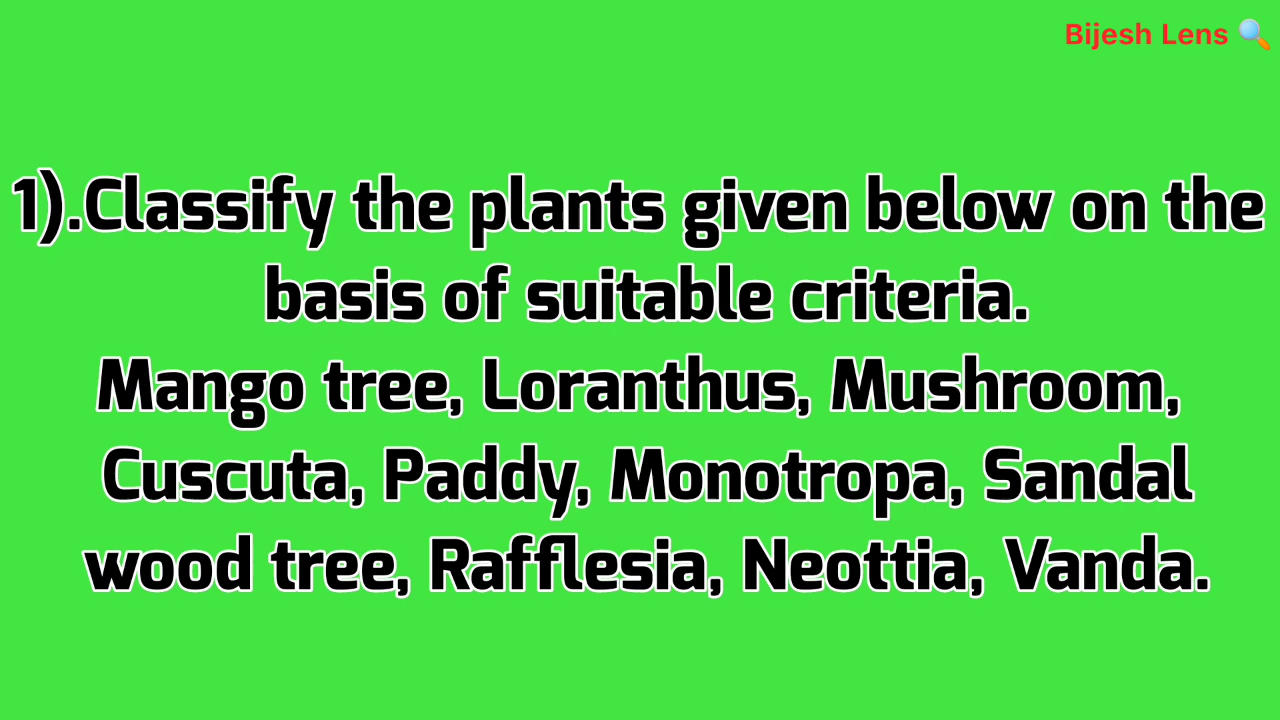 Bijesh Lens 🔍
1).Classify the plants given below on the
basis of suitable criteria.
Mango tree, Loranthus, Mushroom,
Cuscuta, Paddy, Monotropa, Sandal
wood tree, Rafflesia, Neottia, Vanda.